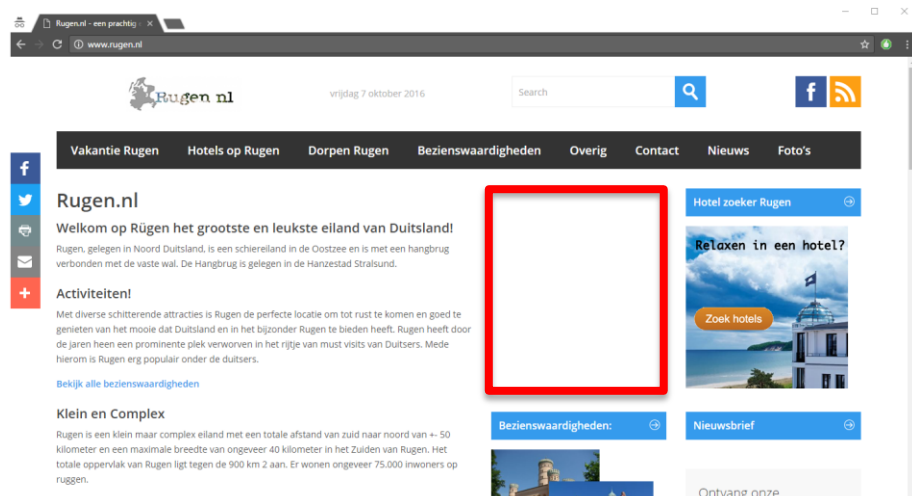 Rugen.nl - een prachtig
www.rugen.nl
Rugen nl
vrijdag 7 oktober 2016
Search
Vakantie Rugen Hotels op Rugen Dorpen Rugen Bezienswaardigheden Overig Contact Nieuws Foto's
Rugen.nl
Welkom op Rügen het grootste en leukste eiland van Duitsland!
Rugen, gelegen in Noord Duitsland, is een schiereiland in de Oostzee en is met een hangbrug
verbonden met de vaste wal. De Hangbrug is gelegen in de Hanzestad Stralsund.
Activiteiten!
Met diverse schitterende attracties is Rugen de perfecte locatie om tot rust te komen en goed te
genieten van het mooie dat Duitsland en in het bijzonder Rugen te bieden heeft. Rugen heeft door
de jaren heen een prominente plek verworven in het rijtje van must visits van Duitsers. Mede
hierom is Rugen erg populair onder de duitsers.
Bekijk alle bezienswaardigheden
Klein en Complex
Rugen is een klein maar complex eiland met een totale afstand van zuid naar noord van +- 50
kilometer en een maximale breedte van ongeveer 40 kilometer in het Zuiden van Rugen. Het
totale oppervlak van Rugen ligt tegen de 900 km 2 aan. Er wonen ongeveer 75.000 inwoners op
ruggen.
Bezienswaardigheden:
Hotel zoeker Rugen
Relaxen in een hotel?
Zoek hotels
Nieuwsbrief
Ontvang onze